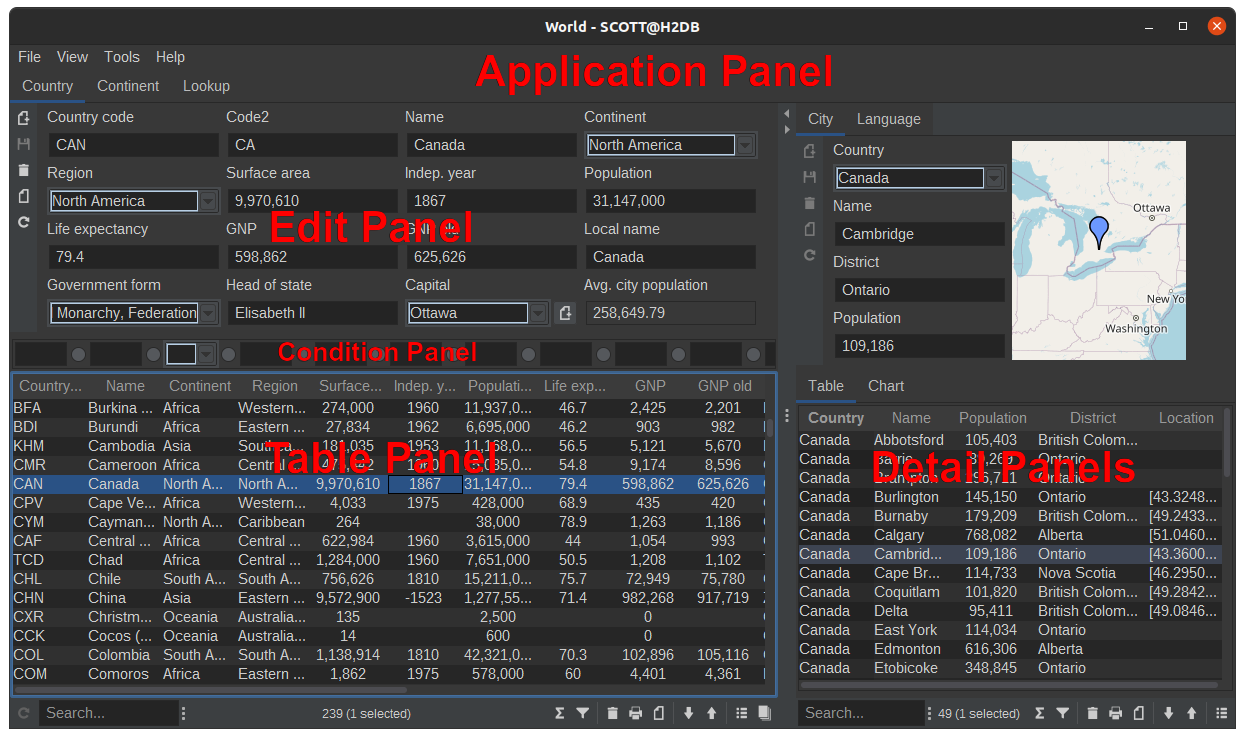 World - SCOTT@H2DB
File View Tools Help
Application Panel
Country Continent Lookup
Country code Code2 Name Continent
CAN CA Canada North America
Region Surface area Indep. year Population
North America 9,970,610 1867 31,147,000
Edit Panel
Life expectancy GNP GNP old Local name
79.4 598,862 625,626 Canada
Government form Head of state Capital Avg. city population
Monarchy, Federation Elisabeth II Ottawa 258,649.79
Condition Panel
Country... Name Continent Region Surface... Indep. y... Populati... Life exp... GNP GNP old
BFA Burkina ... Africa Western... 274,000 1960 11,937,0... 46.7 2,425 2,201
BDI Burundi Africa Eastern ... 27,834 1962 6,695,000 46.2 903 982
KHM Cambodia Asia 181,035 1953 11,168,0... 56.5 5,121 5,670
Table Panel
CMR Cameroon Africa Central 54.8 9,174 8,596
CAN Canada North A... North A... 9,970,610 1867 31,147,0... 79.4 598,862 625,626
CPV Cape Ve... Africa Western... 4,033 1975 428,000 68.9 435 420
CYM Cayman... North A... Caribbean 264 38,000 78.9 1,263 1,186
CAF Central ... Africa Central ... 622,984 1960 3,615,000 44 1,054 993
TCD Chad Africa Central ... 1,284,000 1960 7,651,000 50.5 1,208 1,102
CHL Chile South A... South A... 756,626 1810 15,211,0... 75.7 72,949 75,780
CHN China Asia Eastern ... 9,572,900 -1523 1,277,55... 71.4 982,268 917,719
CXR Christm... Oceania Australia... 135 2,500 0
CCK Cocos (... Oceania Australia... 14 600 0
COL Colombia South A... South A... 1,138,914 1810 42,321,0... 70.3 102,896 105,116
COM Comoros Africa Eastern ... 1,862 1975 578,000 60 4,401 4,361
Search... 239 (1 selected)
City Language
Country
Canada
Name
Cambridge
District
Ontario
Population
109,186
Ottawa
New Yo
Washington
Table Chart
Country Name Population District Location
Canada Abbotsford 105,403 British Colom...
Canada Barrie 89,269 Ontario
Detail Panels
Canada Brampton 296,711 Ontario
Canada Burlington 145,150 Ontario [43.3248...
Canada Burnaby 179,209 British Colom... [49.2433...
Canada Calgary 768,082 Alberta [51.0460...
Canada Cambrid... 109,186 Ontario [43.3600...
Canada Cape Br... 114,733 Nova Scotia [46.2950...
Canada Coquitlam 101,820 British Colom... [49.2842...
Canada Delta 95,411 British Colom... [49.0846...
Canada East York 114,034 Ontario
Canada Edmonton 616,306 Alberta
Canada Etobicoke 348,845 Ontario
Search... 49 (1 selected)